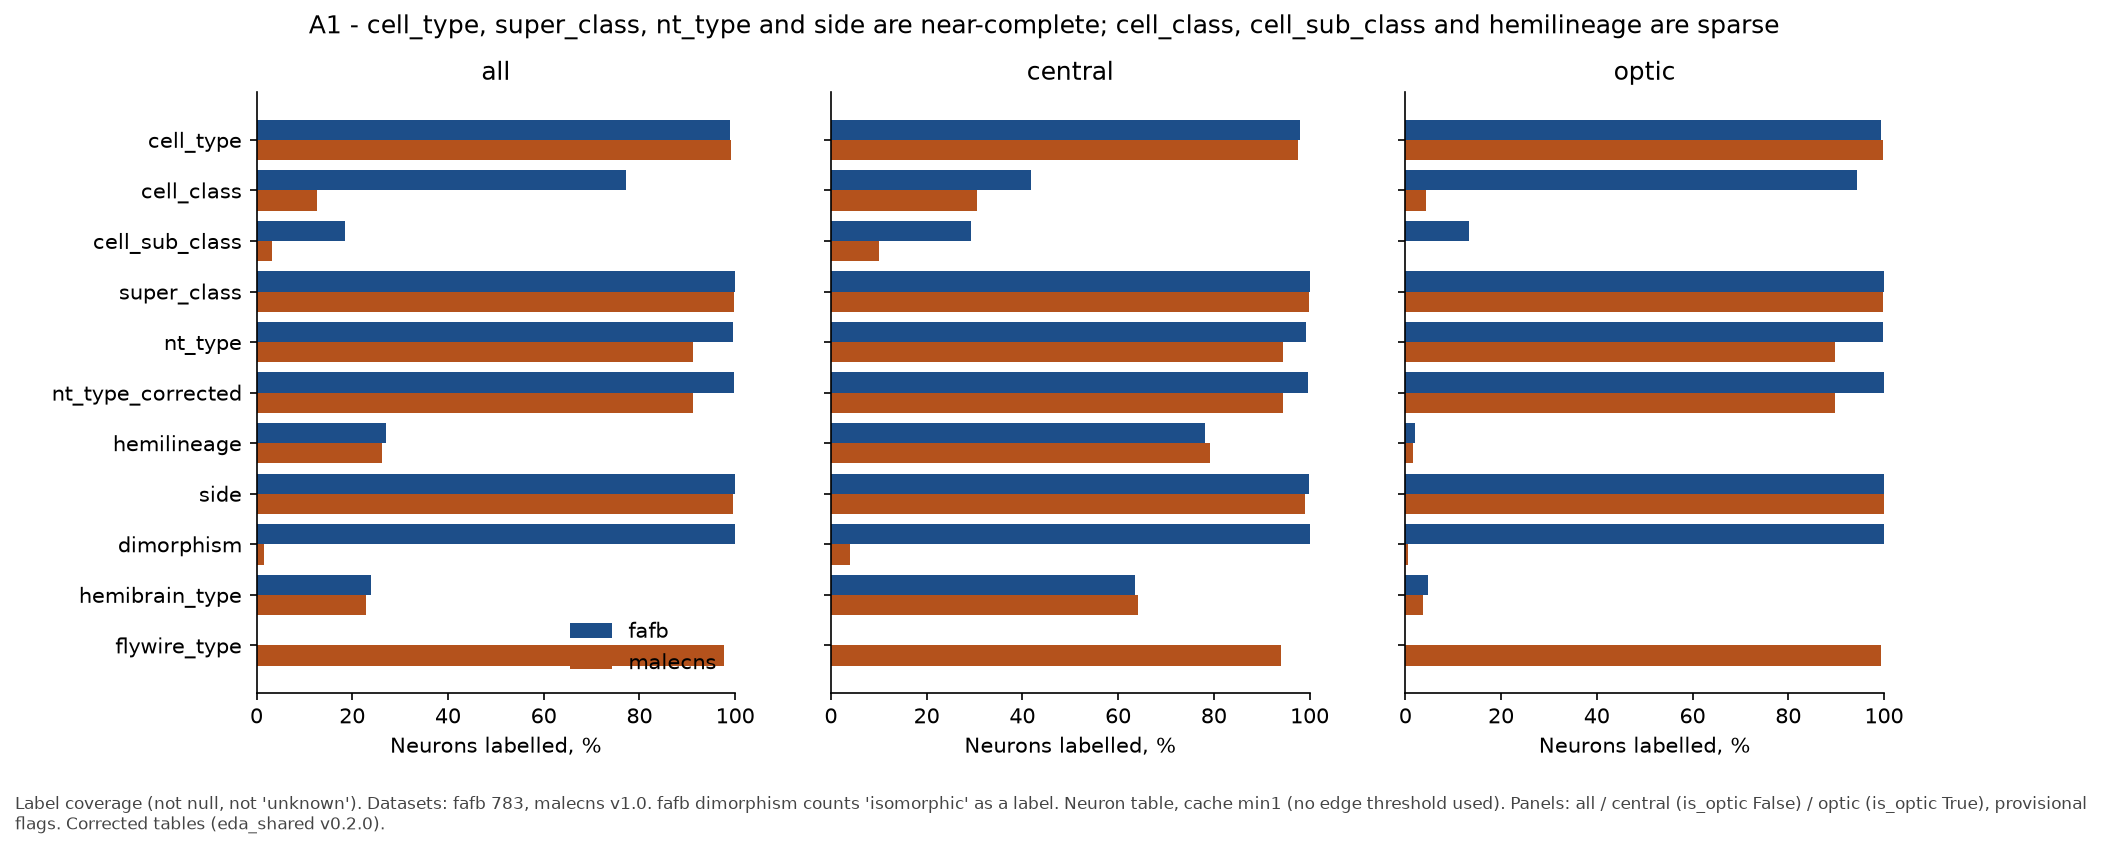 A1 - cell_type, super_class, nt_type and side are near-complete; cell_class, cell_sub_class and hemilineage are sparse
all
central
optic
cell_type
cell_class
cell_sub_class
super_class
nt_type
nt_type_corrected
hemilineage
side
dimorphism
hemibrain_type
flywire_type
fafb
malecns
0 20 40 60 80 100
0 20 40 60 80 100
0 20 40 60 80 100
Neurons labelled, %
Neurons labelled, %
Neurons labelled, %
Label coverage (not null, not 'unknown'). Datasets: fafb 783, malecns v1.0. fafb dimorphism counts 'isomorphic' as a label. Neuron table, cache min1 (no edge threshold used). Panels: all / central (is_optic False) / optic (is_optic True), provisional
flags. Corrected tables (eda_shared v0.2.0).